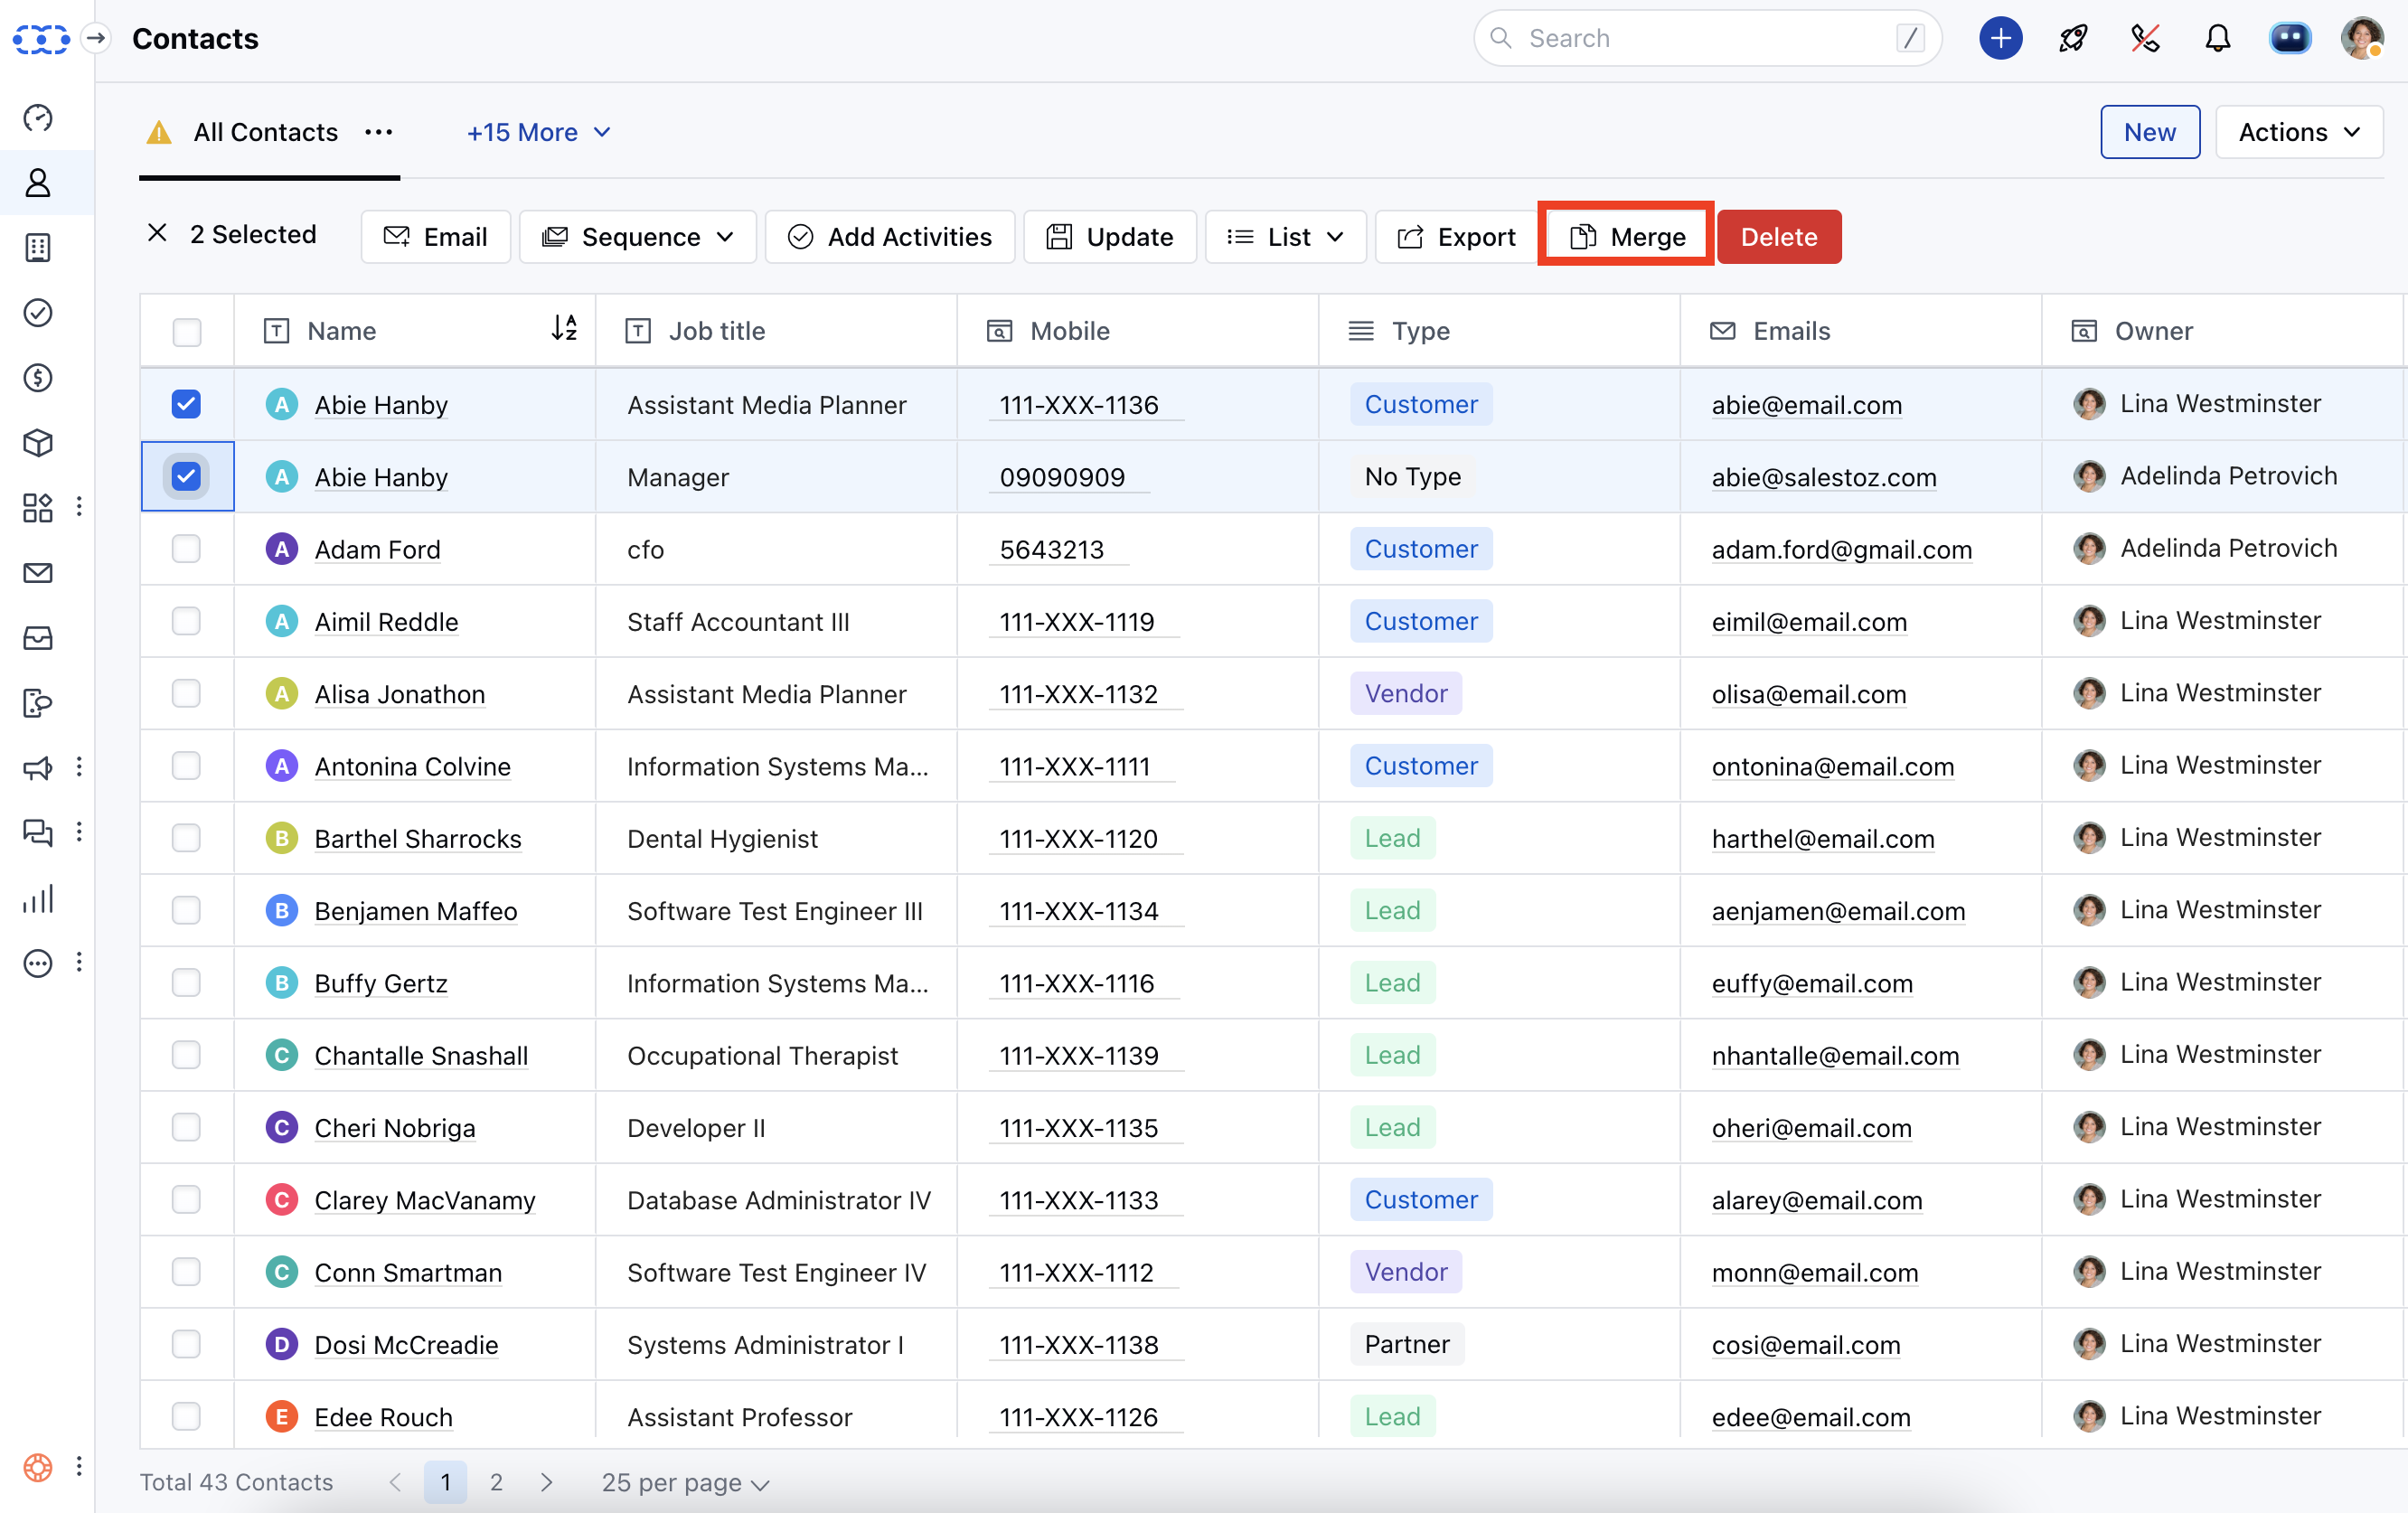 Contacts
Search /
All Contacts ••• +15 More New Actions
2 Selected Email Sequence Add Activities Update List Export Merge Delete
T Name AZ T Job title Mobile Type Emails Owner
A Abie Hanby Assistant Media Planner 111-XXX-1136 Customer abie@email.com Lina Westminster
A Abie Hanby Manager 09090909 No Type abie@salestoz.com Adelinda Petrovich
A Adam Ford cfo 5643213 Customer adam.ford@gmail.com Adelinda Petrovich
A Aimil Reddle Staff Accountant III 111-XXX-1119 Customer eimil@email.com Lina Westminster
A Alisa Jonathon Assistant Media Planner 111-XXX-1132 Vendor olisa@email.com Lina Westminster
A Antonina Colvine Information Systems Ma... 111-XXX-1111 Customer ontonina@email.com Lina Westminster
B Barthel Sharrocks Dental Hygienist 111-XXX-1120 Lead harthel@email.com Lina Westminster
B Benjamen Maffeo Software Test Engineer III 111-XXX-1134 Lead aenjamen@email.com Lina Westminster
B Buffy Gertz Information Systems Ma... 111-XXX-1116 Lead euffy@email.com Lina Westminster
C Chantalle Snashall Occupational Therapist 111-XXX-1139 Lead nhantalle@email.com Lina Westminster
C Cheri Nobriga Developer II 111-XXX-1135 Lead oheri@email.com Lina Westminster
C Clarey MacVanamy Database Administrator IV 111-XXX-1133 Customer alarey@email.com Lina Westminster
C Conn Smartman Software Test Engineer IV 111-XXX-1112 Vendor monn@email.com Lina Westminster
D Dosi McCreadie Systems Administrator I 111-XXX-1138 Partner cosi@email.com Lina Westminster
E Edee Rouch Assistant Professor 111-XXX-1126 Lead edee@email.com Lina Westminster
Total 43 Contacts 1 2 25 per page